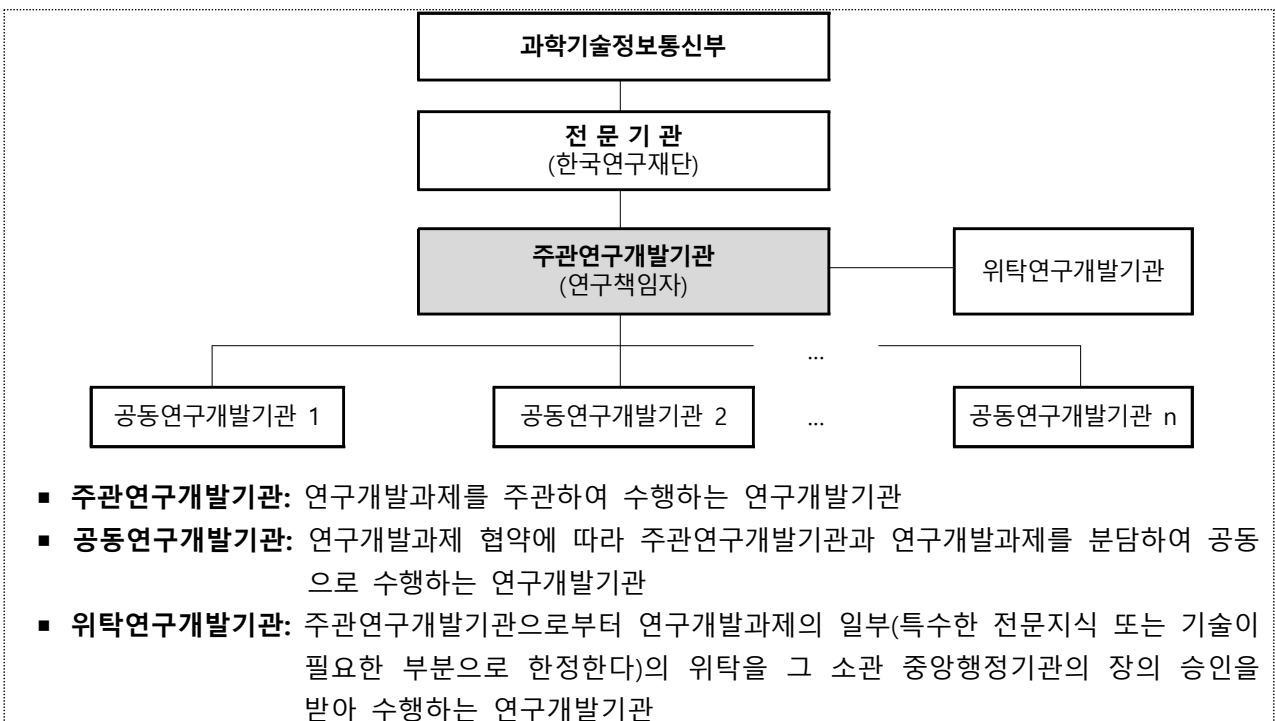 과학기술정보통신부
전 문 기 관
(한국연구재단)
주관연구개발기관
(연구책임자)
위탁연구개발기관
...
공동연구개발기관 1
공동연구개발기관 2
...
공동연구개발기관 n
▪ 주관연구개발기관: 연구개발과제를 주관하여 수행하는 연구개발기관
▪ 공동연구개발기관: 연구개발과제 협약에 따라 주관연구개발기관과 연구개발과제를 분담하여 공동
으로 수행하는 연구개발기관
▪ 위탁연구개발기관: 주관연구개발기관으로부터 연구개발과제의 일부(특수한 전문지식 또는 기술이
필요한 부분으로 한정한다)의 위탁을 그 소관 중앙행정기관의 장의 승인을
받아 수행하는 연구개발기관